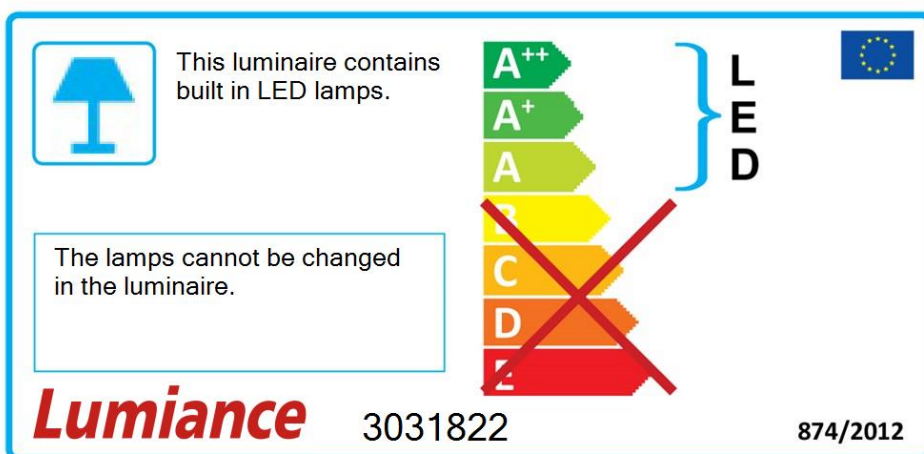 This luminaire contains
built in LED lamps.
A++
A+
A
B
C
D
E
L
E
D
The lamps cannot be changed
in the luminaire.
Lumiance
3031822
874/2012